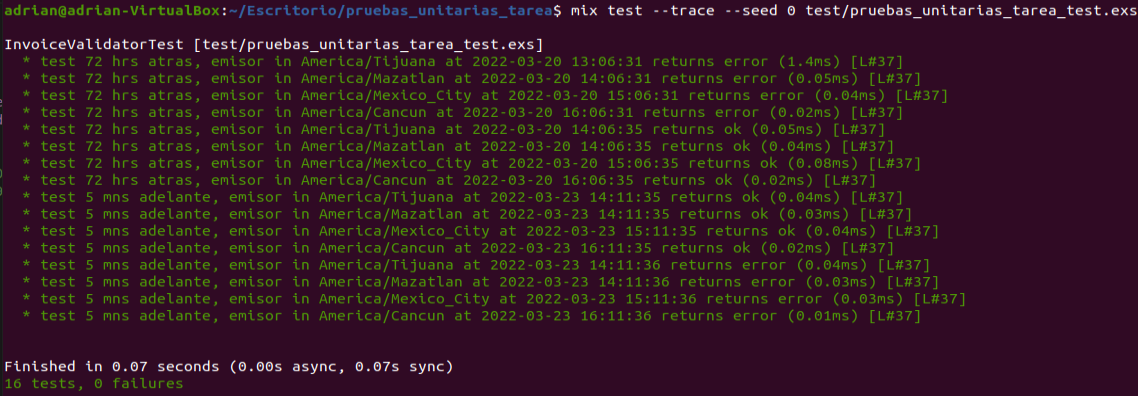 adrian@adrian-VirtualBox:~/Escritorio/pruebas_unitarias_tarea$ mix test --trace --seed 0 test/pruebas_unitarias_tarea_test.exs
InvoiceValidatorTest [test/pruebas_unitarias_tarea_test.exs]
* test 72 hrs atras, emisor in America/Tijuana at 2022-03-20 13:06:31 returns error (1.4ms) [L#37]
* test 72 hrs atras, emisor in America/Mazatlan at 2022-03-20 14:06:31 returns error (0.05ms) [L#37]
* test 72 hrs atras, emisor in America/Mexico_City at 2022-03-20 15:06:31 returns error (0.04ms) [L#37]
* test 72 hrs atras, emisor in America/Cancun at 2022-03-20 16:06:31 returns error (0.02ms) [L#37]
* test 72 hrs atras, emisor in America/Tijuana at 2022-03-20 14:06:35 returns ok (0.05ms) [L#37]
* test 72 hrs atras, emisor in America/Mazatlan at 2022-03-20 14:06:35 returns ok (0.04ms) [L#37]
* test 72 hrs atras, emisor in America/Mexico_City at 2022-03-20 15:06:35 returns ok (0.08ms) [L#37]
* test 72 hrs atras, emisor in America/Cancun at 2022-03-20 16:06:35 returns ok (0.02ms) [L#37]
* test 5 mns adelante, emisor in America/Tijuana at 2022-03-23 14:11:35 returns ok (0.04ms) [L#37]
* test 5 mns adelante, emisor in America/Mazatlan at 2022-03-23 14:11:35 returns ok (0.03ms) [L#37]
* test 5 mns adelante, emisor in America/Mexico_City at 2022-03-23 15:11:35 returns ok (0.04ms) [L#37]
* test 5 mns adelante, emisor in America/Cancun at 2022-03-23 16:11:35 returns ok (0.02ms) [L#37]
* test 5 mns adelante, emisor in America/Tijuana at 2022-03-23 14:11:36 returns error (0.04ms) [L#37]
* test 5 mns adelante, emisor in America/Mazatlan at 2022-03-23 14:11:36 returns error (0.03ms) [L#37]
* test 5 mns adelante, emisor in America/Mexico_City at 2022-03-23 15:11:36 returns error (0.03ms) [L#37]
* test 5 mns adelante, emisor in America/Cancun at 2022-03-23 16:11:36 returns error (0.01ms) [L#37]
Finished in 0.07 seconds (0.00s async, 0.07s sync)
16 tests, 0 failures